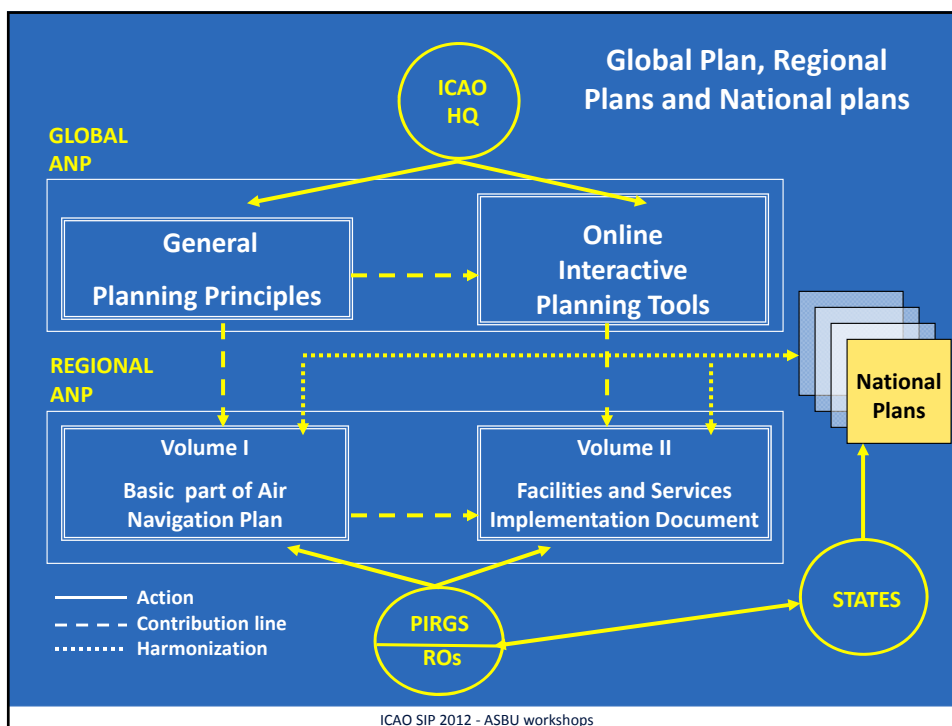 Global Plan, Regional
Plans and National plans
ICAO
HQ
GLOBAL
ANP
General
Planning Principles
Online
Interactive
Planning Tools
REGIONAL
ANP
National
Plans
Volume I
Basic part of Air
Navigation Plan
Volume II
Facilities and Services
Implementation Document
Action
Contribution line
Harmonization
PIRGS
ROs
STATES
ICAO SIP 2012 - ASBU workshops